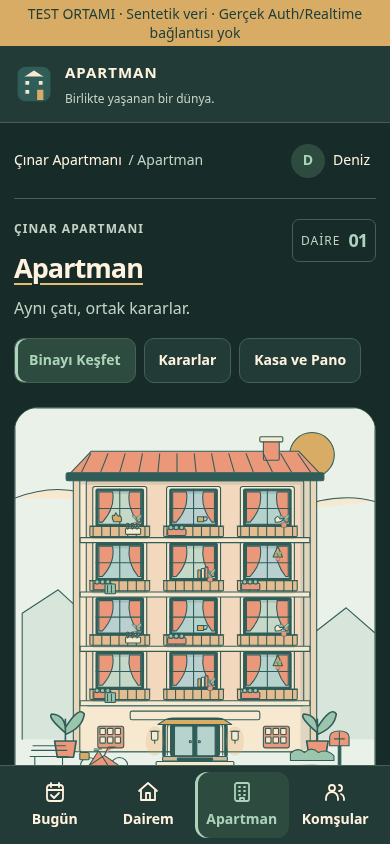 TEST ORTAMI · Sentetik veri · Gerçek Auth/Realtime
bağlantısı yok
APARTMAN
Birlikte yaşanan bir dünya.
Çınar Apartmanı / Apartman
D Deniz
ÇINAR APARTMANI
DAİRE 01
Apartman
Aynı çatı, ortak kararlar.
Binayı Keşfet Kararlar Kasa ve Pano
Bugün Dairem Apartman Komşular